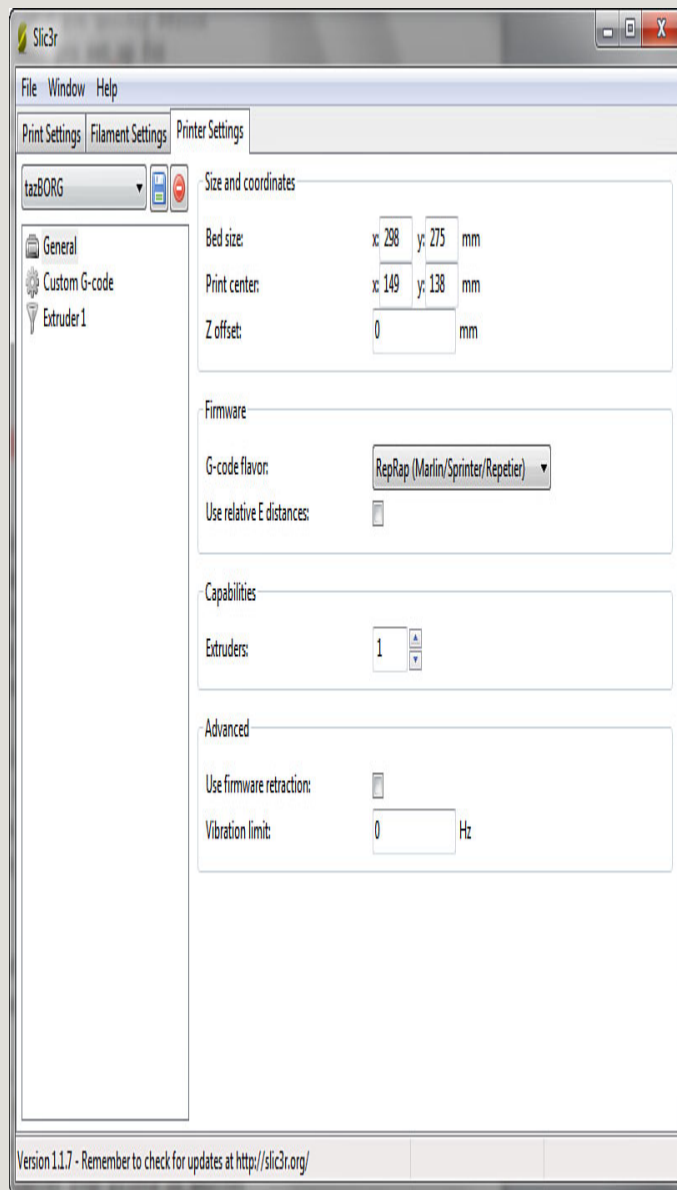 Slic3r
File Window Help
Print Settings Filament Settings Printer Settings
tazBORG
General
Custom G-code
Extruder 1
Size and coordinates
Bed size: x: 298 y: 275 mm
Print center: x: 149 y: 138 mm
Z offset: 0 mm
Firmware
G-code flavor: RepRap (Marlin/Sprinter/Repetier)
Use relative E distances:
Capabilities
Extruders: 1
Advanced
Use firmware retraction:
Vibration limit: 0 Hz
Version 1.1.7 - Remember to check for updates at http://slic3r.org/